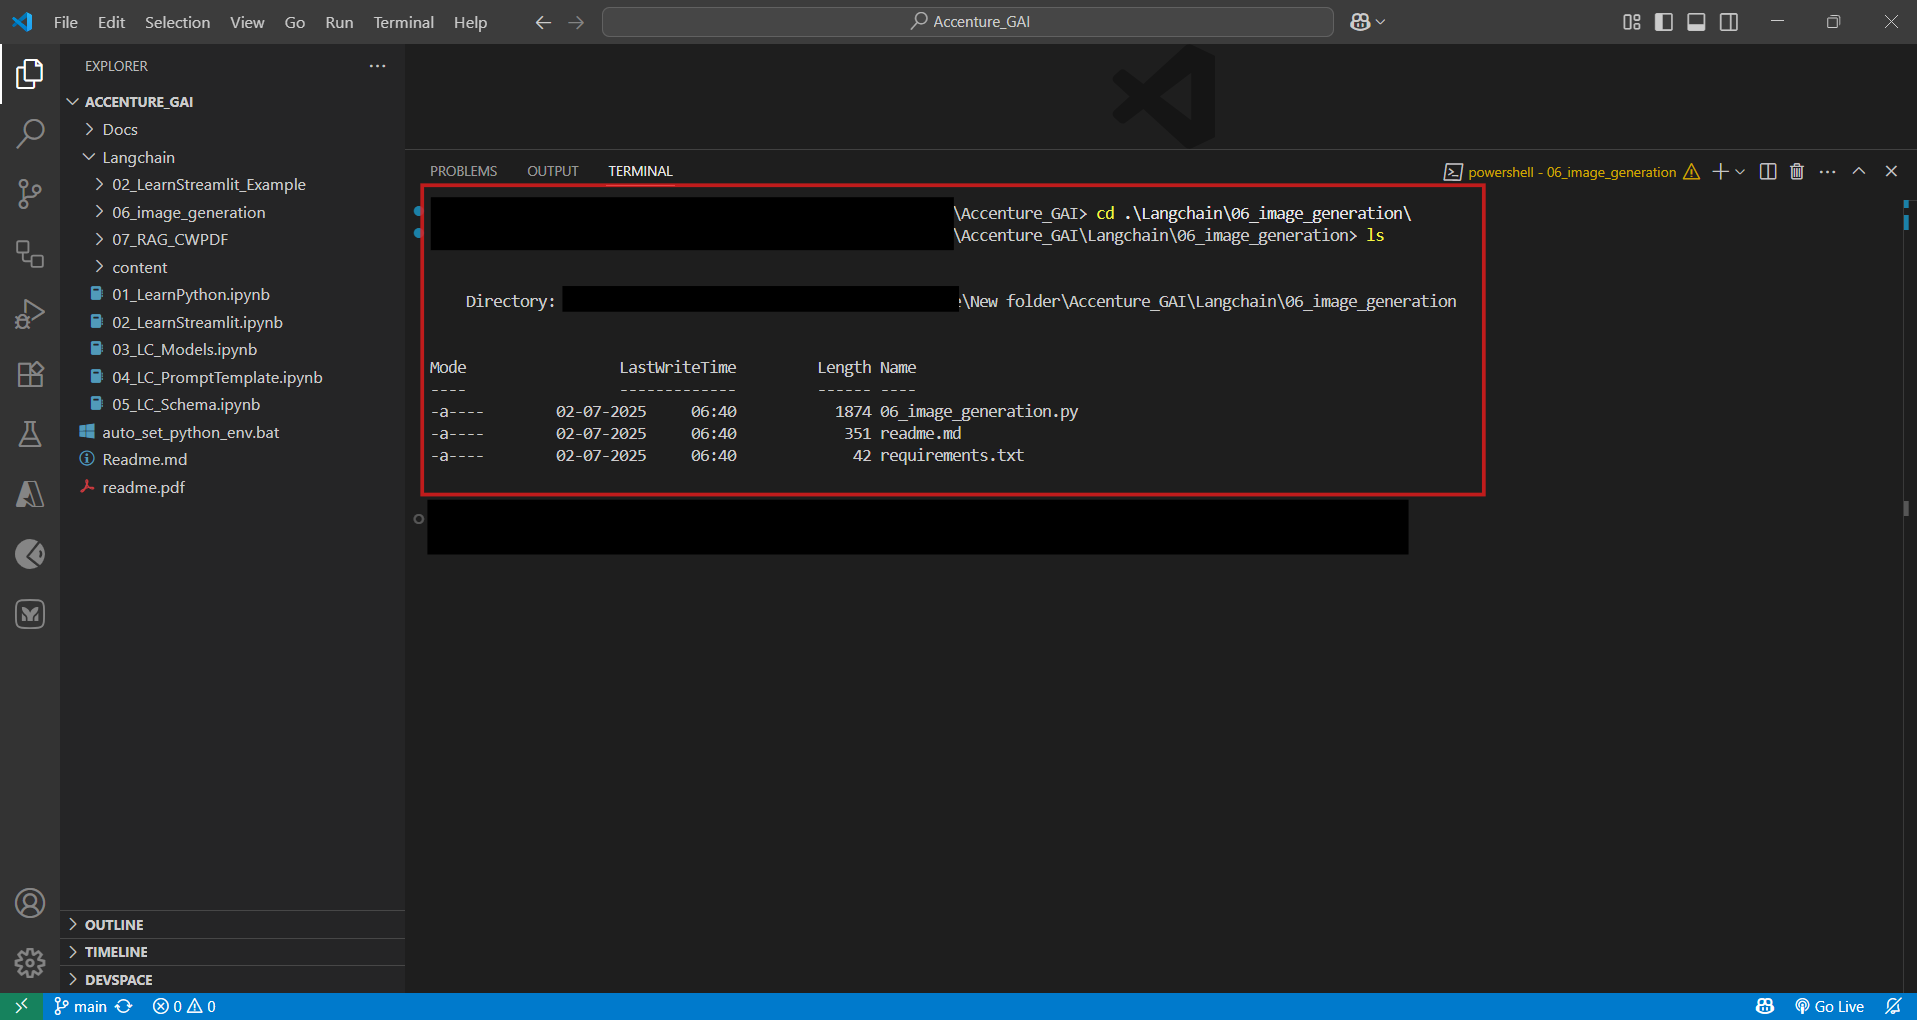 File Edit Selection View Go Run Terminal Help Accenture_GAI
EXPLORER
ACCENTURE_GAI
Docs
Langchain
02_LearnStreamlit_Example
06_image_generation
07_RAG_CWPDF
content
01_LearnPython.ipynb
02_LearnStreamlit.ipynb
03_LC_Models.ipynb
04_LC_PromptTemplate.ipynb
05_LC_Schema.ipynb
auto_set_python_env.bat
Readme.md
readme.pdf
OUTLINE
TIMELINE
DEVSPACE
PROBLEMS OUTPUT TERMINAL powershell - 06_image_generation
\Accenture_GAI> cd .\Langchain\06_image_generation\
\Accenture_GAI\Langchain\06_image_generation> ls
Directory: \New folder\Accenture_GAI\Langchain\06_image_generation
Mode LastWriteTime Length Name
---- ------------- ------ ----
-a---- 02-07-2025 06:40 1874 06_image_generation.py
-a---- 02-07-2025 06:40 351 readme.md
-a---- 02-07-2025 06:40 42 requirements.txt
main 0 0 Go Live